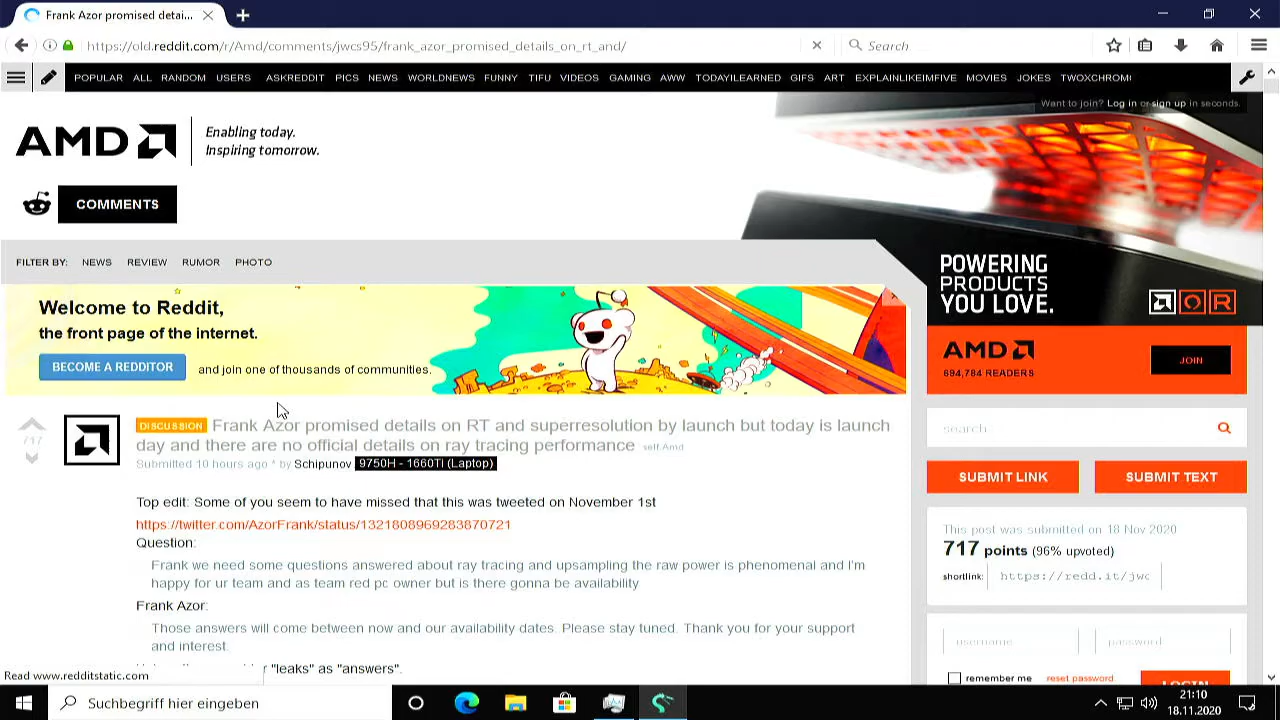 Frank Azor promised detai...
https://old.reddit.com/r/Amd/comments/jwcs95/frank_azor_promised_details_on_rt_and/
Search
POPULAR ALL RANDOM USERS ASKREDDIT PICS NEWS WORLDNEWS FUNNY TIFU VIDEOS GAMING AWW TODAYILEARNED GIFS ART EXPLAINLIKEIMFIVE MOVIES JOKES TWOXCHROM
Want to join? Log in or sign up in seconds.
AMD
Enabling today.
Inspiring tomorrow.
COMMENTS
FILTER BY: NEWS REVIEW RUMOR PHOTO
POWERING
PRODUCTS
YOU LOVE.
Welcome to Reddit,
the front page of the internet.
BECOME A REDDITOR and join one of thousands of communities.
AMD
694,784 READERS
JOIN
DISCUSSION Frank Azor promised details on RT and superresolution by launch but today is launch
day and there are no official details on ray tracing performance self.Amd
717
Submitted 10 hours ago * by Schipunov 9750H - 1660Ti (Laptop)
search
SUBMIT LINK SUBMIT TEXT
Top edit: Some of you seem to have missed that this was tweeted on November 1st
https://twitter.com/AzorFrank/status/1321808969283870721
Question:
Frank we need some questions answered about ray tracing and upsampling the raw power is phenomenal and I'm
happy for ur team and as team red pc owner but is there gonna be availability
Frank Azor:
Those answers will come between now and our availability dates. Please stay tuned. Thank you for your support
and interest.
"leaks" as "answers".
This post was submitted on 18 Nov 2020
717 points (96% upvoted)
shortlink: https://redd.it/jwc
username password
remember me reset password LOGIN
Read www.redditstatic.com
Suchbegriff hier eingeben
21:10
18.11.2020